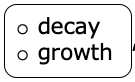 ○ decay
○ growth